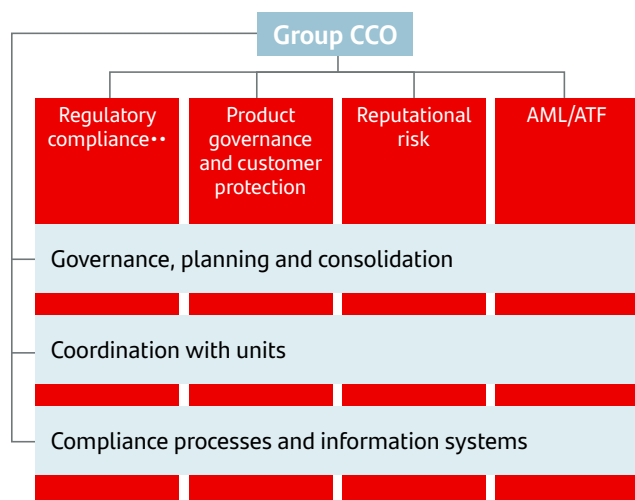 Group CCO
Regulatory
compliance••
Product
governance
and customer
protection
Reputational
risk
AML/ATF
Governance, planning and consolidation
Coordination with units
Compliance processes and information systems